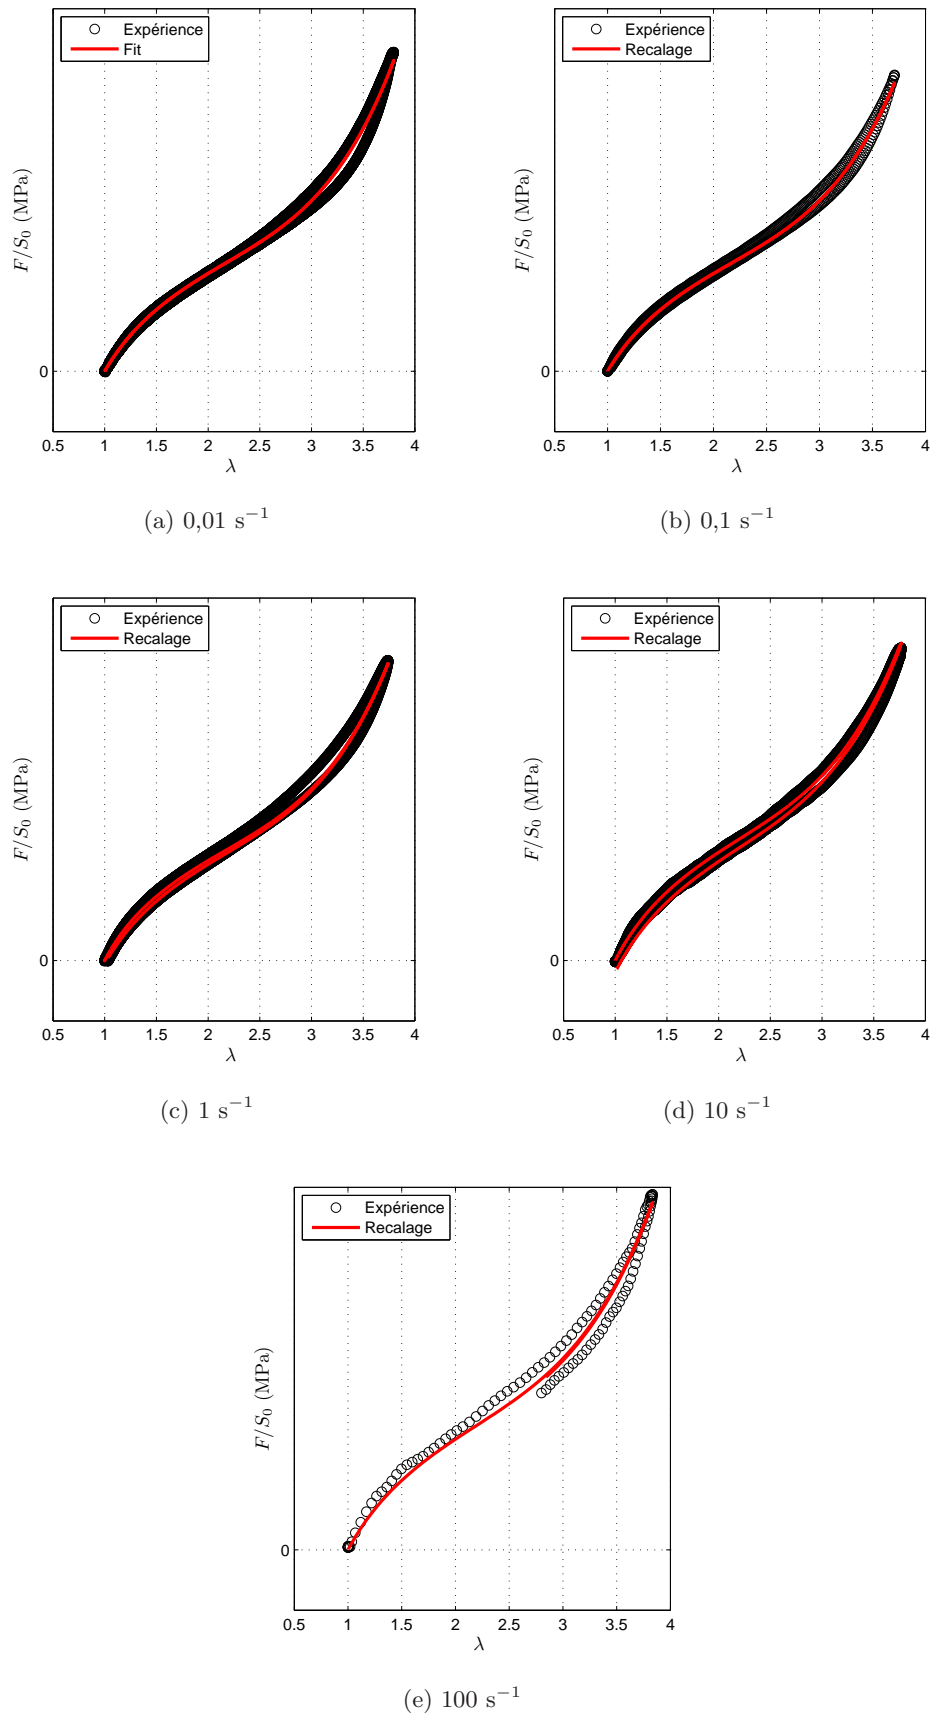 Expérience
Fit
F/S₀ (MPa)
0
0.5 1 1.5 2 2.5 3 3.5 4
λ
(a) 0,01 s⁻¹
Expérience
Recalage
F/S₀ (MPa)
0
0.5 1 1.5 2 2.5 3 3.5 4
λ
(b) 0,1 s⁻¹
Expérience
Recalage
F/S₀ (MPa)
0
0.5 1 1.5 2 2.5 3 3.5 4
λ
(c) 1 s⁻¹
Expérience
Recalage
F/S₀ (MPa)
0
0.5 1 1.5 2 2.5 3 3.5 4
λ
(d) 10 s⁻¹
Expérience
Recalage
F/S₀ (MPa)
0
0.5 1 1.5 2 2.5 3 3.5 4
λ
(e) 100 s⁻¹